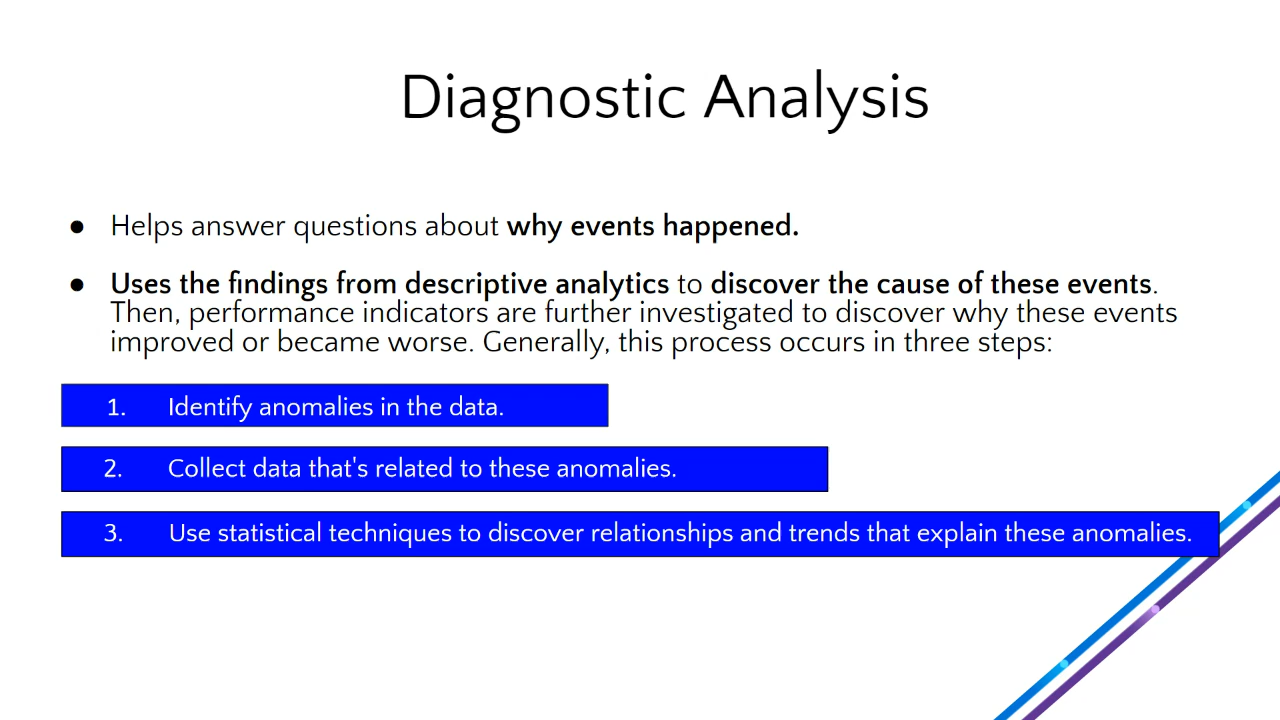 Diagnostic Analysis
● Helps answer questions about why events happened.
● Uses the findings from descriptive analytics to discover the cause of these events.
Then, performance indicators are further investigated to discover why these events
improved or became worse. Generally, this process occurs in three steps:
1. Identify anomalies in the data.
2. Collect data that's related to these anomalies.
3. Use statistical techniques to discover relationships and trends that explain these anomalies.